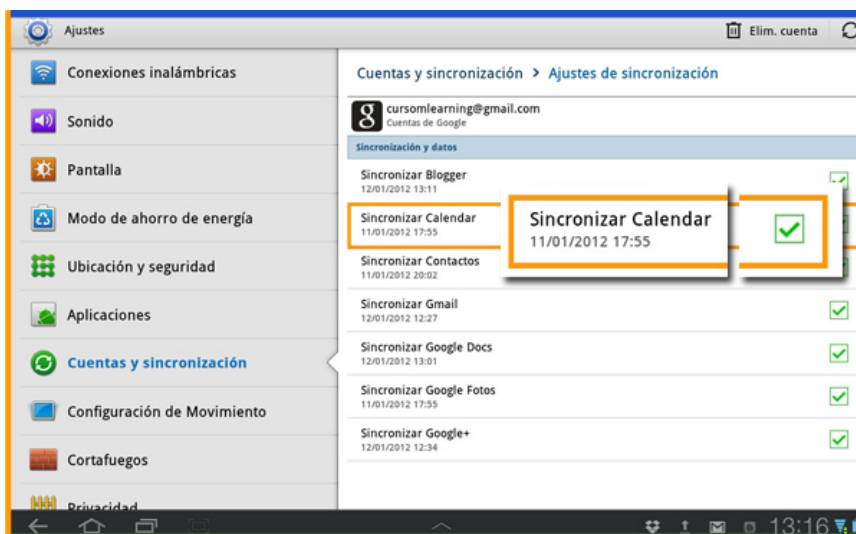 Ajustes
Elim. cuenta
Conexiones inalámbricas
Sonido
Pantalla
Modo de ahorro de energía
Ubicación y seguridad
Aplicaciones
Cuentas y sincronización
Configuración de Movimiento
Cortafuegos
Privacidad
Cuentas y sincronización > Ajustes de sincronización
g cursomlearning@gmail.com
Cuentas de Google
Sincronización y datos
Sincronizar Blogger
12/01/2012 13:11
Sincronizar Calendar
11/01/2012 17:55
Sincronizar Calendar
11/01/2012 17:55
Sincronizar Contactos
11/01/2012 20:02
Sincronizar Gmail
12/01/2012 12:27
Sincronizar Google Docs
12/01/2012 13:01
Sincronizar Google Fotos
11/01/2012 17:55
Sincronizar Google+
12/01/2012 12:34
13:16